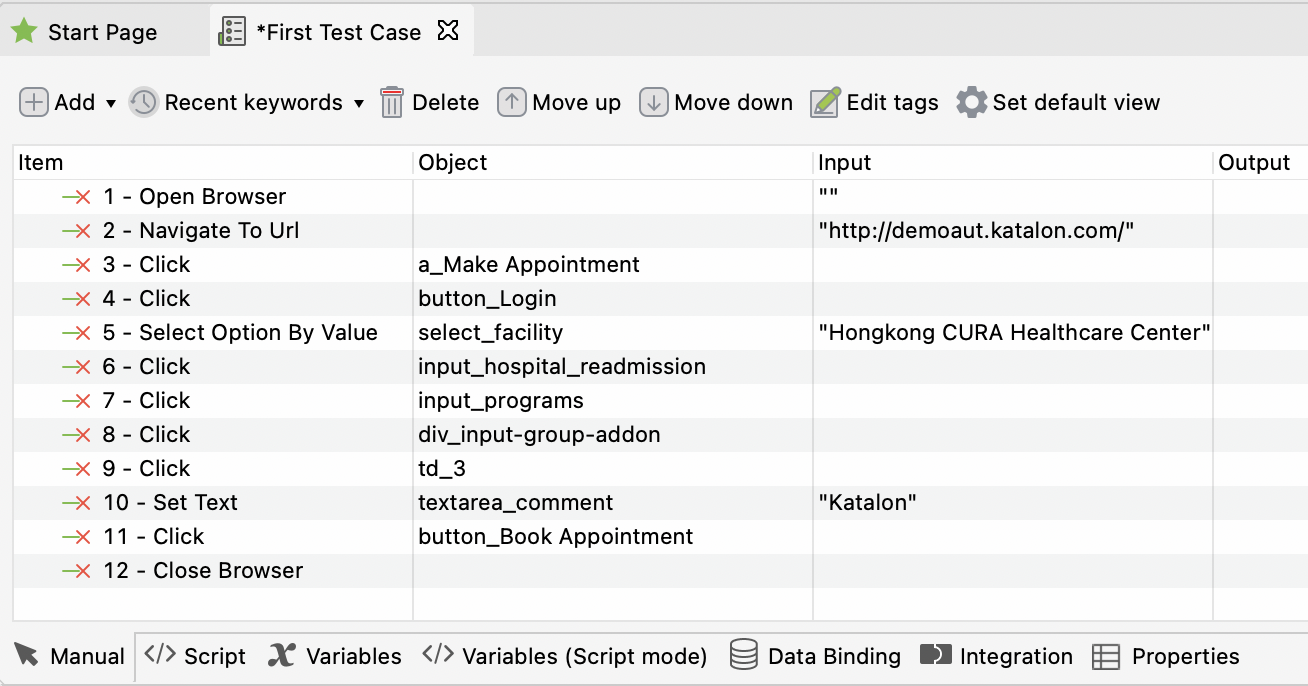 Start Page *First Test Case
Add Recent keywords Delete Move up Move down Edit tags Set default view
Item Object Input Output
1 - Open Browser ""
2 - Navigate To Url "http://demoaut.katalon.com/"
3 - Click a_Make Appointment
4 - Click button_Login
5 - Select Option By Value select_facility "Hongkong CURA Healthcare Center"
6 - Click input_hospital_readmission
7 - Click input_programs
8 - Click div_input-group-addon
9 - Click td_3
10 - Set Text textarea_comment "Katalon"
11 - Click button_Book Appointment
12 - Close Browser
Manual </> Script Variables </> Variables (Script mode) Data Binding Integration Properties